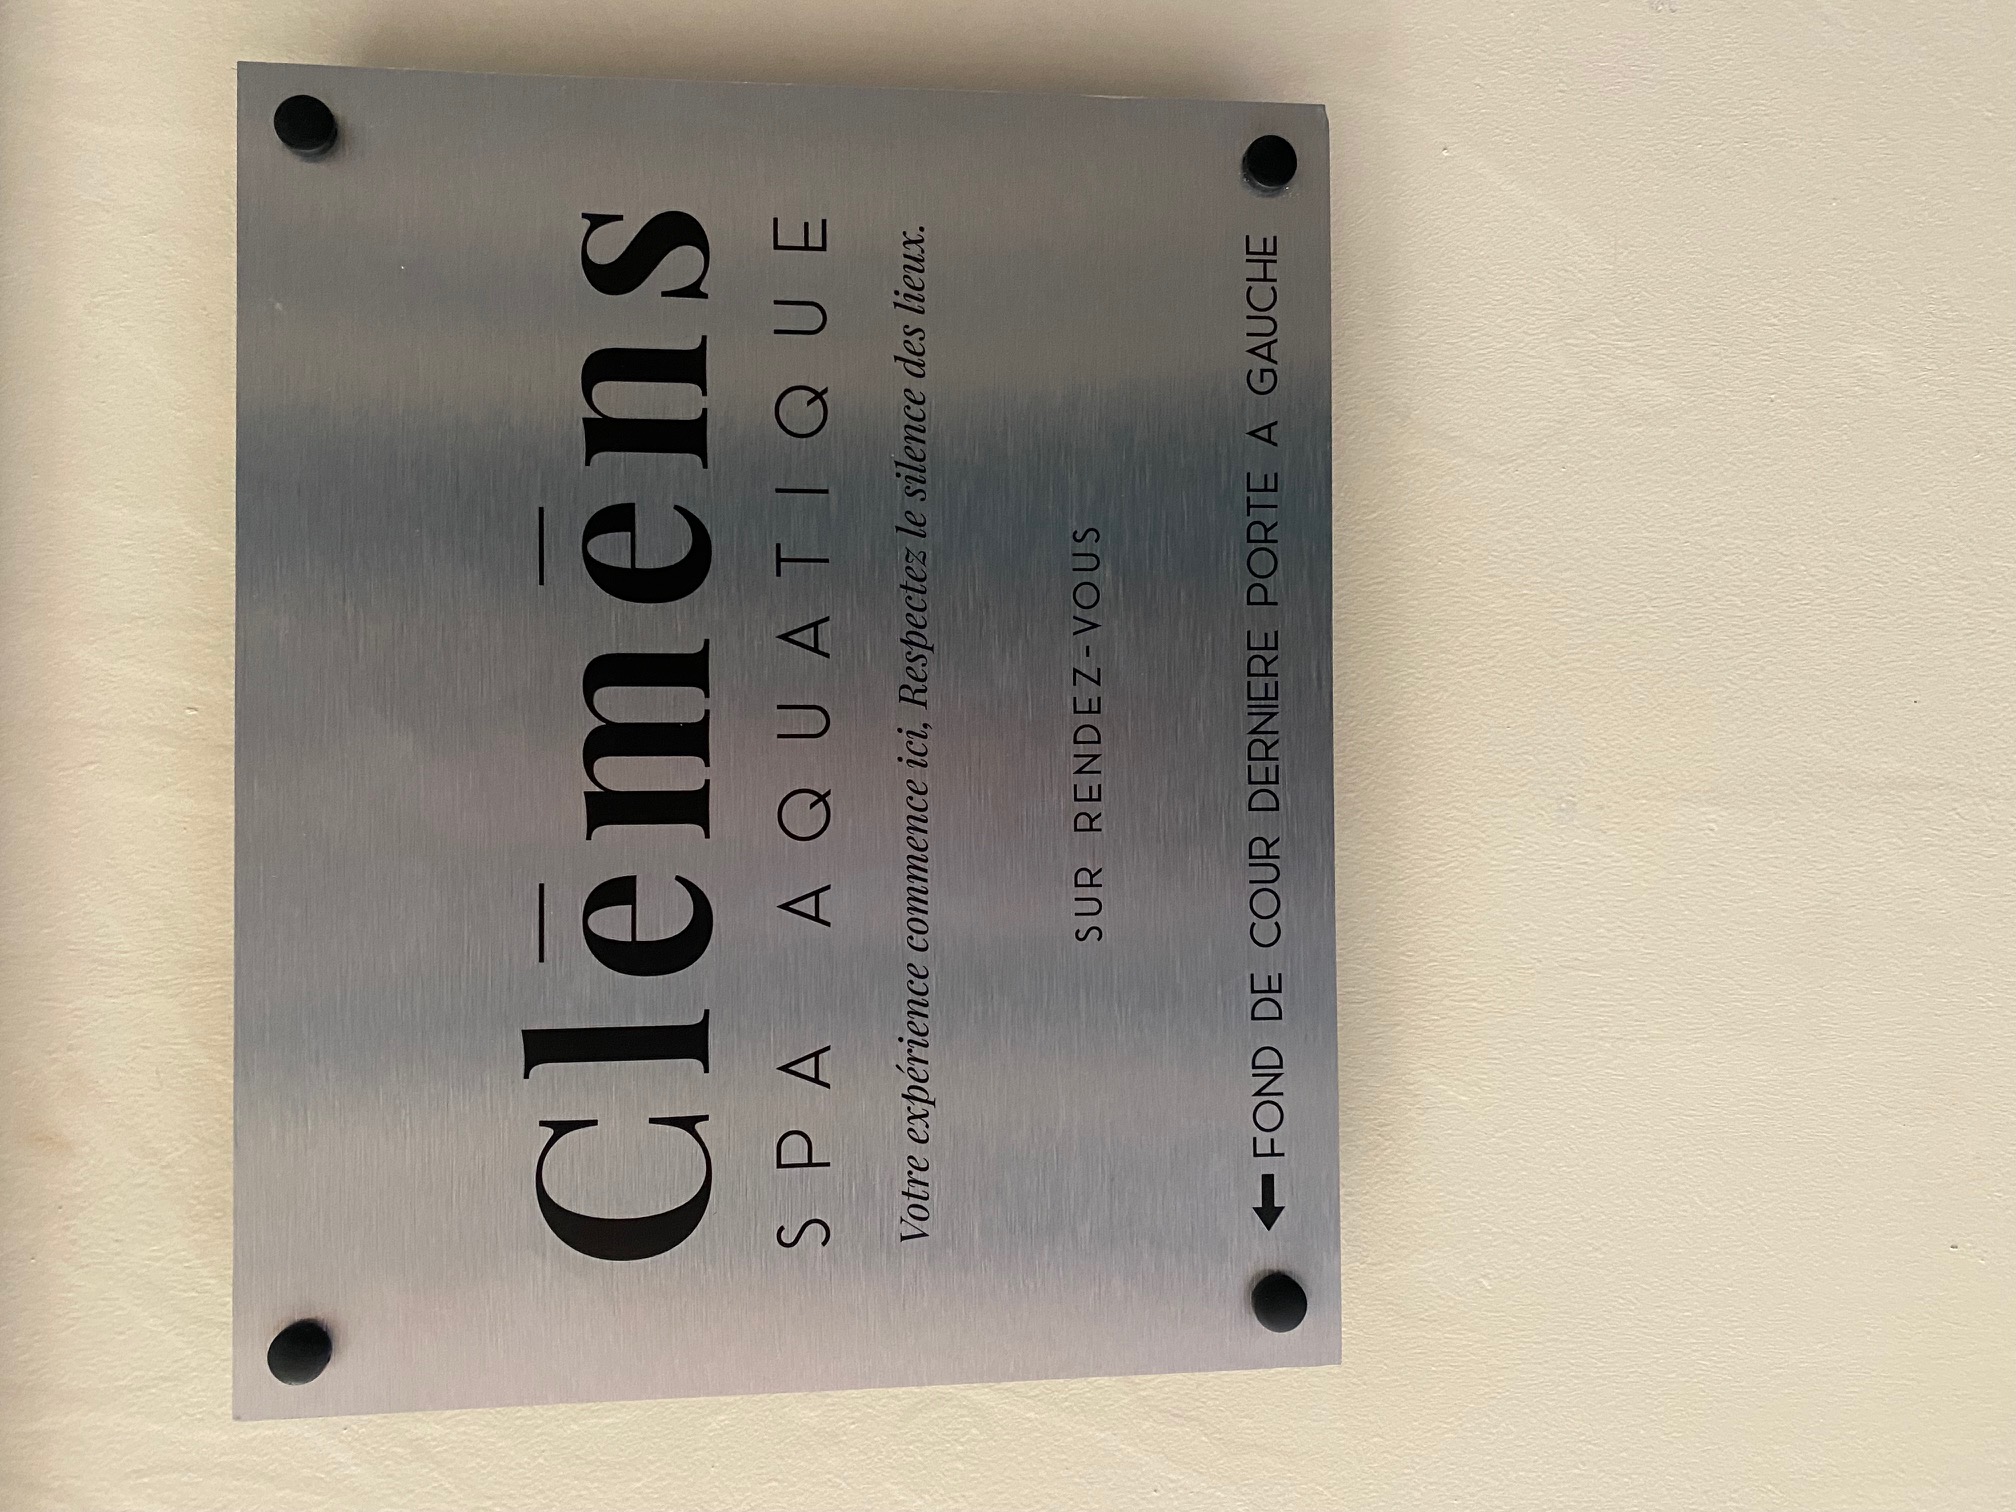 Clēmēns
SPA AQUATIQUE
Votre expérience commence ici, Respectez le silence des lieux.
SUR RENDEZ-VOUS
← FOND DE COUR DERNIERE PORTE A GAUCHE